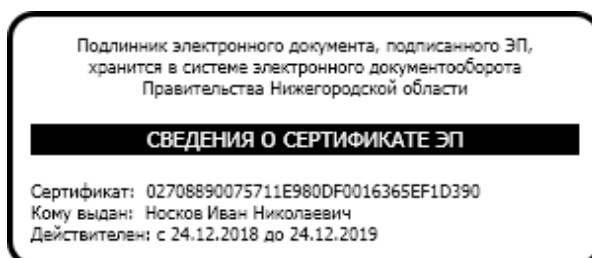 Подлинник электронного документа, подписанного ЭП,
хранится в системе электронного документооборота
Правительства Нижегородской области
СВЕДЕНИЯ О СЕРТИФИКАТЕ ЭП
Сертификат: 02708890075711E980DF0016365EF1D390
Кому выдан: Носков Иван Николаевич
Действителен: с 24.12.2018 до 24.12.2019